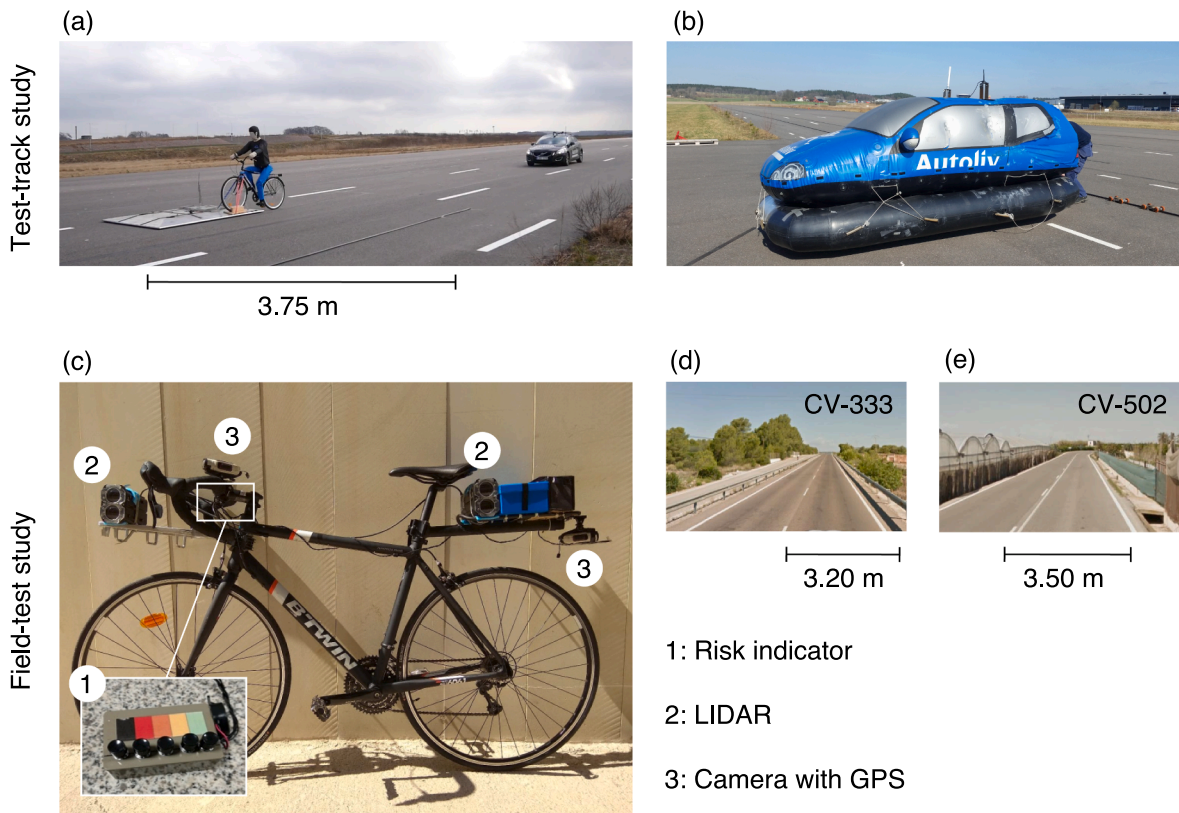 (a)
(b)
Test-track study
Autoliv
3.75 m
(c)
(d)
(e)
Field-test study
CV-333
CV-502
3
2
2
3
B'TWIN
1
3.20 m
3.50 m
1: Risk indicator
2: LIDAR
3: Camera with GPS